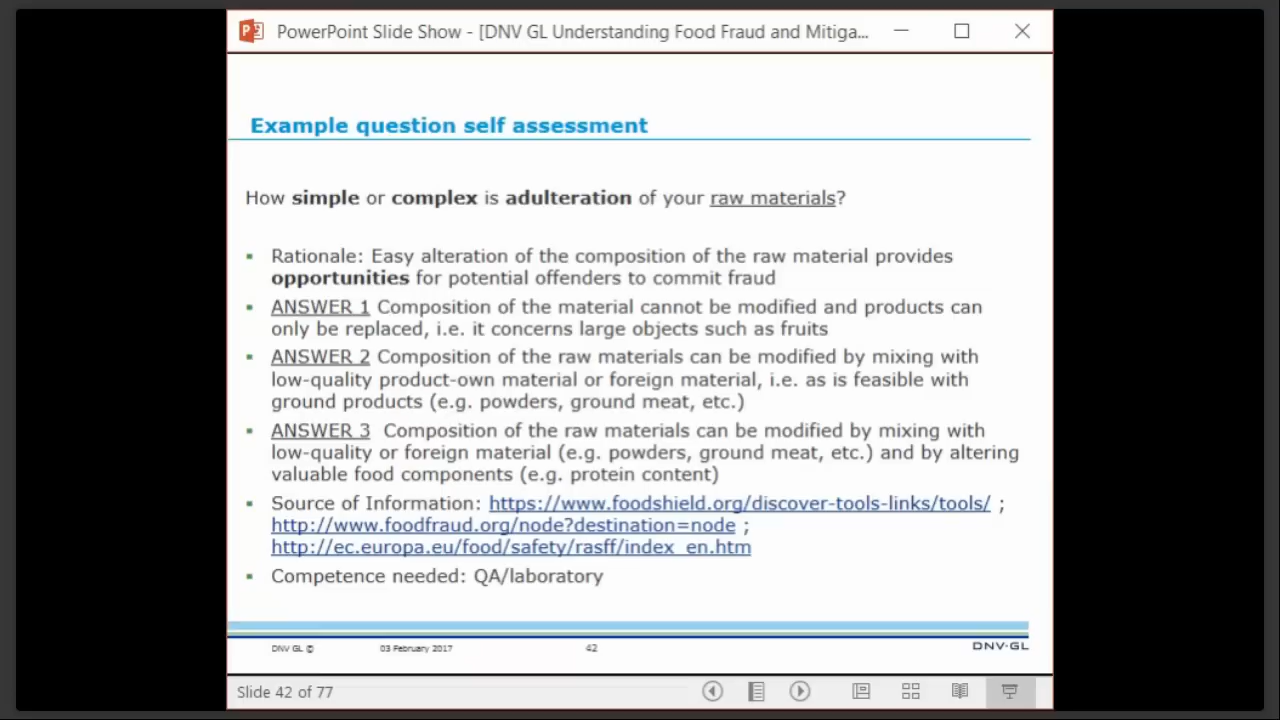 PowerPoint Slide Show - [DNV GL Understanding Food Fraud and Mitiga...
Example question self assessment
How simple or complex is adulteration of your raw materials?
Rationale: Easy alteration of the composition of the raw material provides
opportunities for potential offenders to commit fraud
ANSWER 1 Composition of the material cannot be modified and products can
only be replaced, i.e. it concerns large objects such as fruits
ANSWER 2 Composition of the raw materials can be modified by mixing with
low-quality product-own material or foreign material, i.e. as is feasible with
ground products (e.g. powders, ground meat, etc.)
ANSWER 3 Composition of the raw materials can be modified by mixing with
low-quality or foreign material (e.g. powders, ground meat, etc.) and by altering
valuable food components (e.g. protein content)
Source of Information: https://www.foodshield.org/discover-tools-links/tools/ ;
http://www.foodfraud.org/node?destination=node ;
http://ec.europa.eu/food/safety/rasff/index_en.htm
Competence needed: QA/laboratory
DNV GL © 03 February 2017 42 DNV·GL
Slide 42 of 77